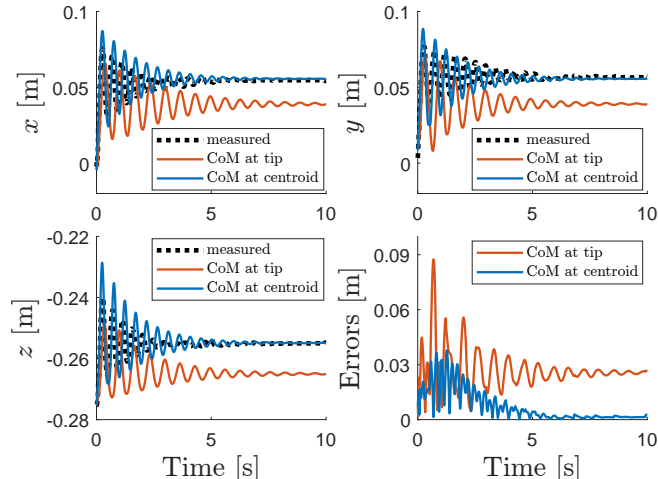 0.1
0.05
0
x [m]
measured
CoM at tip
CoM at centroid
0 5 10
0.1
0.05
0
y [m]
measured
CoM at tip
CoM at centroid
0 5 10
-0.22
-0.24
-0.26
-0.28
z [m]
measured
CoM at tip
CoM at centroid
0 5 10
Time [s]
0.09
0.06
0.03
0
Errors [m]
CoM at tip
CoM at centroid
0 5 10
Time [s]